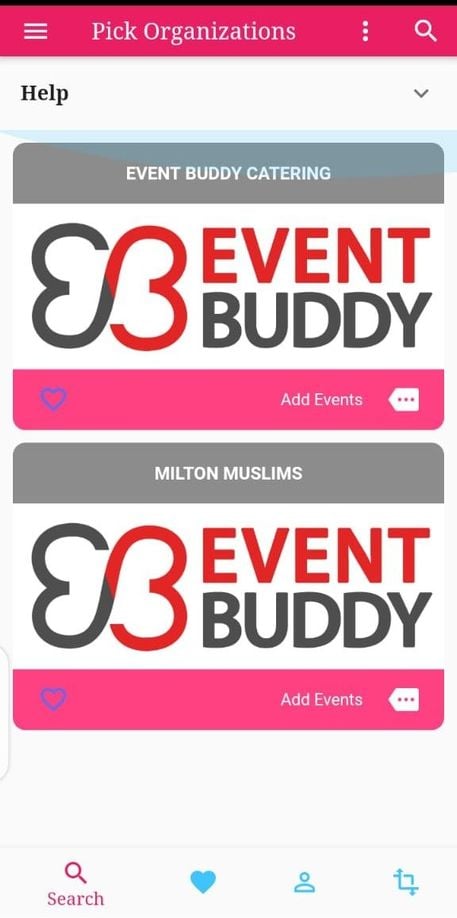 Pick Organizations
Help
EVENT BUDDY CATERING
EVENT
BUDDY
Add Events
MILTON MUSLIMS
EVENT
BUDDY
Add Events
Search